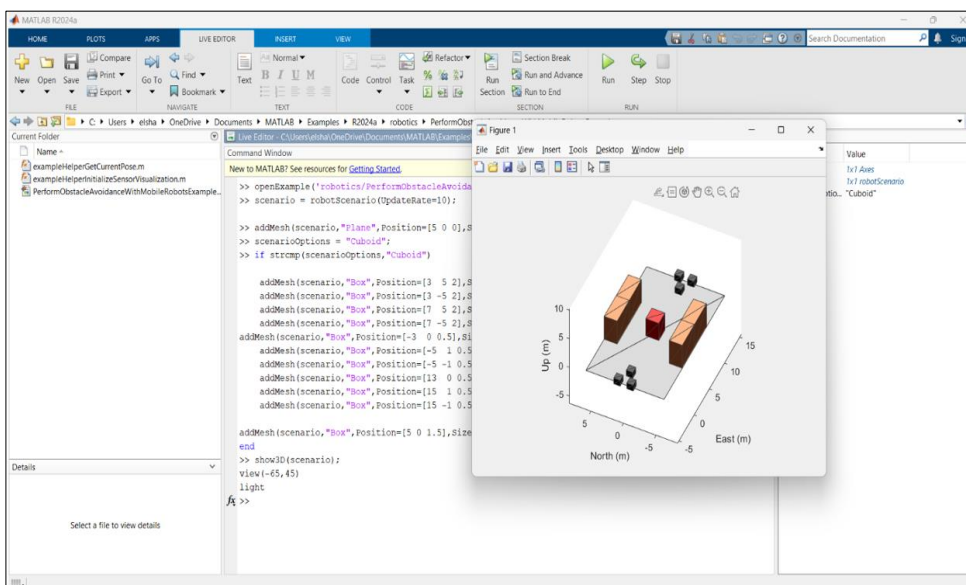 MATLAB R2024a
HOME PLOTS APPS LIVE EDITOR INSERT VIEW Search Documentation Sign
New Open Save Compare Print Export Go To Find Bookmark Text Normal B I U M Code Control Task Refactor Run Section Section Break Run and Advance Run to End Run Step Stop
FILE NAVIGATE TEXT CODE SECTION RUN
C: Users elsha OneDrive Documents MATLAB Examples R2024a robotics
Current Folder
Name
exampleHelperGetCurrentPose.m
exampleHelperInitializeSensorVisualization.m
PerformObstacleAvoidanceWithMobileRobotsExample...
Details
Select a file to view details
Live Editor - C:\Users\elsha\OneDrive\Documents\MATLAB\Examples
Command Window
New to MATLAB? See resources for Getting Started.
>> openExample('robotics/PerformObstacleAvoida
>> scenario = robotScenario(UpdateRate=10);
>> addMesh(scenario,"Plane",Position=[5 0 0],S
>> scenarioOptions = "Cuboid";
>> if strcmp(scenarioOptions,"Cuboid")
addMesh(scenario,"Box",Position=[3 5 2],S
addMesh(scenario,"Box",Position=[3 -5 2],S
addMesh(scenario,"Box",Position=[7 5 2],S
addMesh(scenario,"Box",Position=[7 -5 2],S
addMesh(scenario,"Box",Position=[-3 0 0.5],Si
addMesh(scenario,"Box",Position=[-5 1 0.5
addMesh(scenario,"Box",Position=[-5 -1 0.5
addMesh(scenario,"Box",Position=[13 0 0.5
addMesh(scenario,"Box",Position=[15 1 0.5
addMesh(scenario,"Box",Position=[15 -1 0.5
addMesh(scenario,"Box",Position=[5 0 1.5],Size
end
>> show3D(scenario);
view(-65,45)
light
fx >>
Figure 1
File Edit View Insert Tools Desktop Window Help
10
5
0
-5
Up (m)
5
0
-5
North (m)
-5
0
5
10
15
East (m)
Value
1x1 Axes
1x1 robotScenario
"Cuboid"